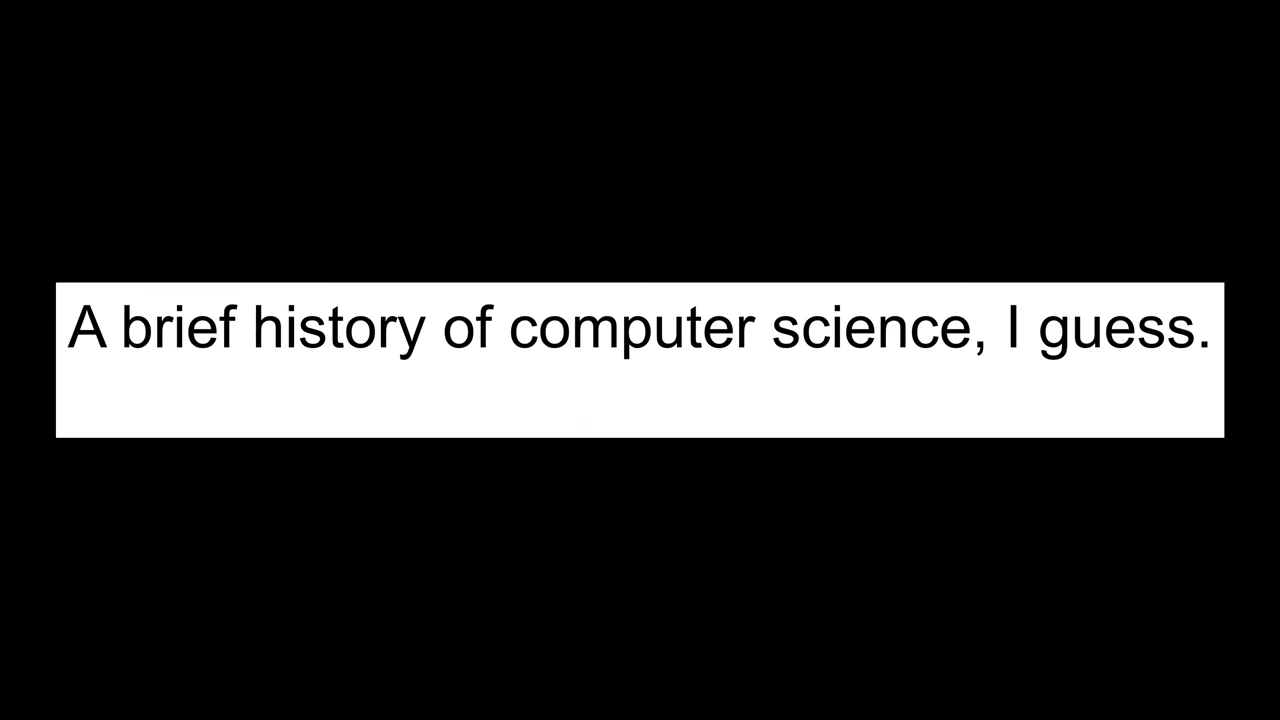 A brief history of computer science, I guess.